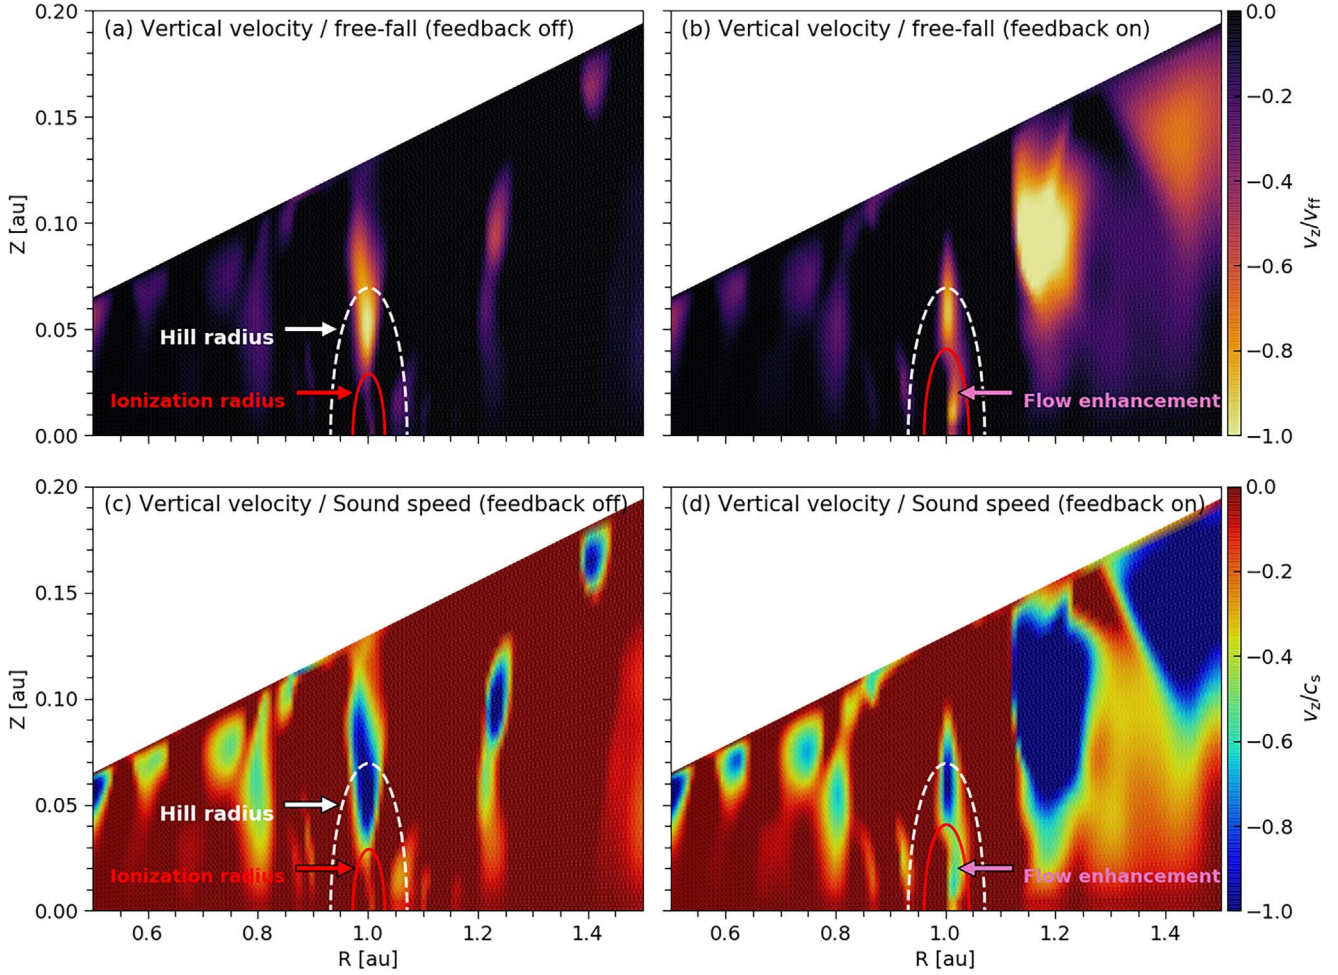 (a) Vertical velocity / free-fall (feedback off)
(b) Vertical velocity / free-fall (feedback on)
0.20
0.15
0.10
0.05
0.00
Z [au]
Hill radius
Ionization radius
Flow enhancement
0.0
−0.2
−0.4
−0.6
−0.8
−1.0
vz/vff
(c) Vertical velocity / Sound speed (feedback off)
(d) Vertical velocity / Sound speed (feedback on)
0.20
0.15
0.10
0.05
0.00
Z [au]
Hill radius
Ionization radius
Flow enhancement
0.0
−0.2
−0.4
−0.6
−0.8
−1.0
vz/cs
0.6 0.8 1.0 1.2 1.4
R [au]
0.6 0.8 1.0 1.2 1.4
R [au]